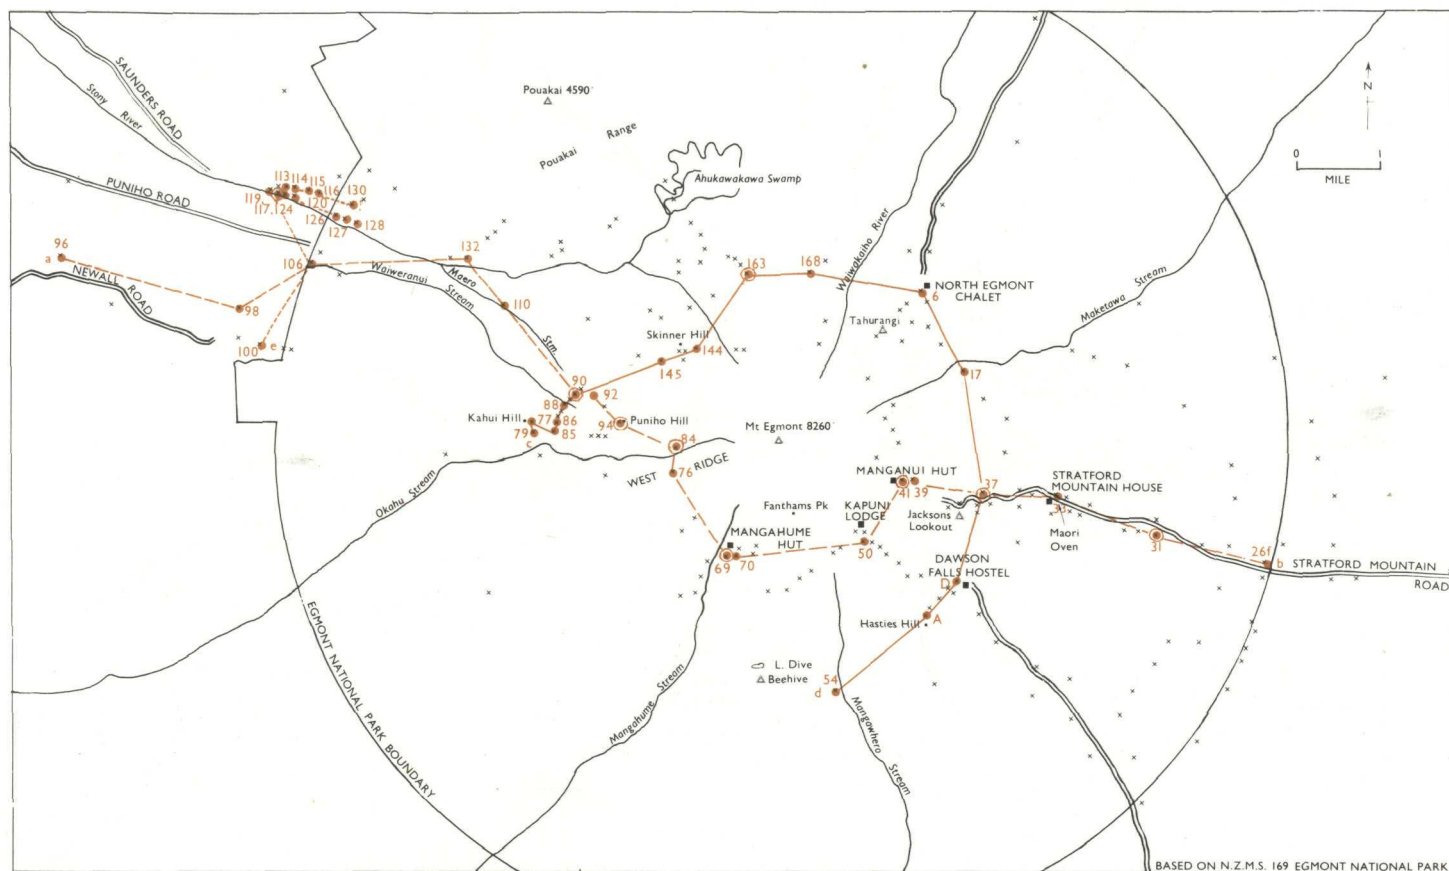 SAUNDERS ROAD
Stony
River
Pouakai 4590'
Pouakai Range
N
0 1
MILE
Ahukawakawa Swamp
PUNIHO ROAD
113 114 115
116 130
119
117,124
120
126
127
128
96
a
NEWALL ROAD
106
Waiweranui
Stream
132
Maero
Stm.
163
168
Waiwakaiho River
6
NORTH EGMONT
CHALET
Maketawa Stream
98
110
Tahurangi
100
e
Skinner Hill
144
145
17
90
92
88
Kahui Hill
77
86
79
85
c
94
Puniho Hill
84
Mt Egmont 8260'
WEST RIDGE
76
MANGANUI HUT
41
39
37
STRATFORD
MOUNTAIN HOUSE
33
Okahu Stream
Fanthams Pk
KAPUNI
LODGE
Jacksons
Lookout
Maori
Oven
MANGAHUME
HUT
69
70
50
31
26f
b
STRATFORD MOUNTAIN
ROAD
DAWSON
FALLS HOSTEL
D
A
Hasties Hill
EGMONT NATIONAL PARK BOUNDARY
L. Dive
Beehive
54
d
Mangahume Stream
Mangawhero
Stream
BASED ON N.Z.M.S. 169 EGMONT NATIONAL PARK